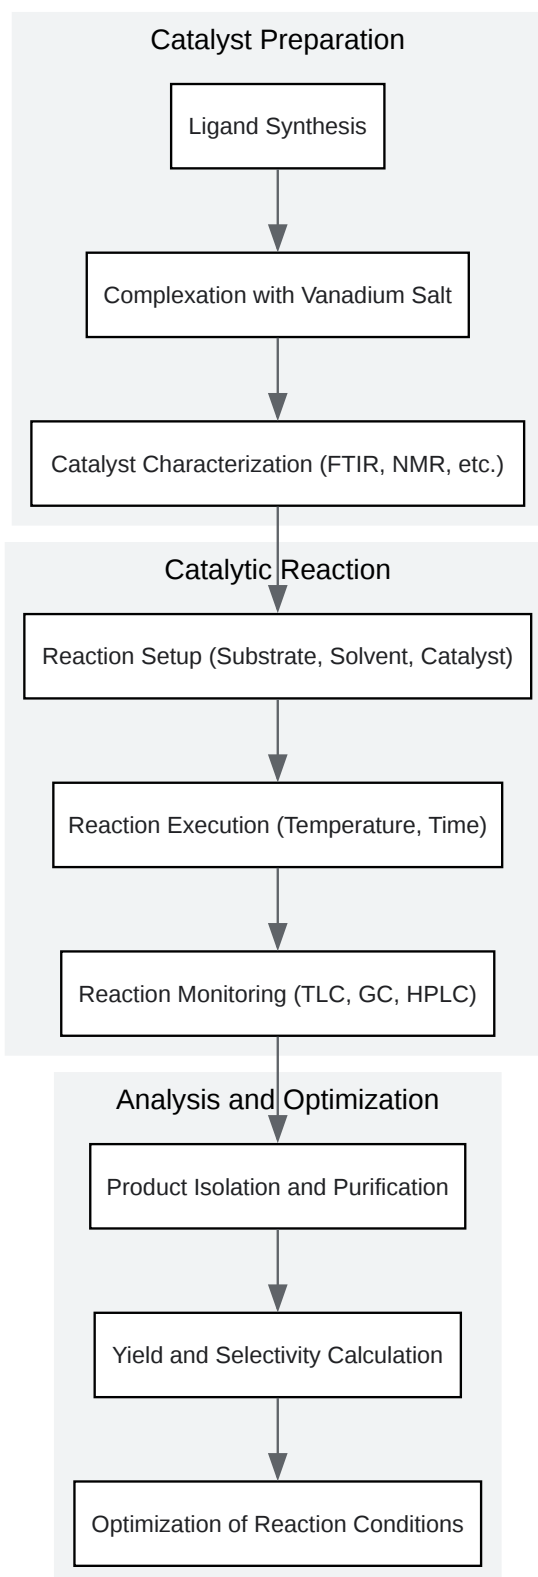 Catalyst Preparation
Ligand Synthesis
Complexation with Vanadium Salt
Catalyst Characterization (FTIR, NMR, etc.)
Catalytic Reaction
Reaction Setup (Substrate, Solvent, Catalyst)
Reaction Execution (Temperature, Time)
Reaction Monitoring (TLC, GC, HPLC)
Analysis and Optimization
Product Isolation and Purification
Yield and Selectivity Calculation
Optimization of Reaction Conditions